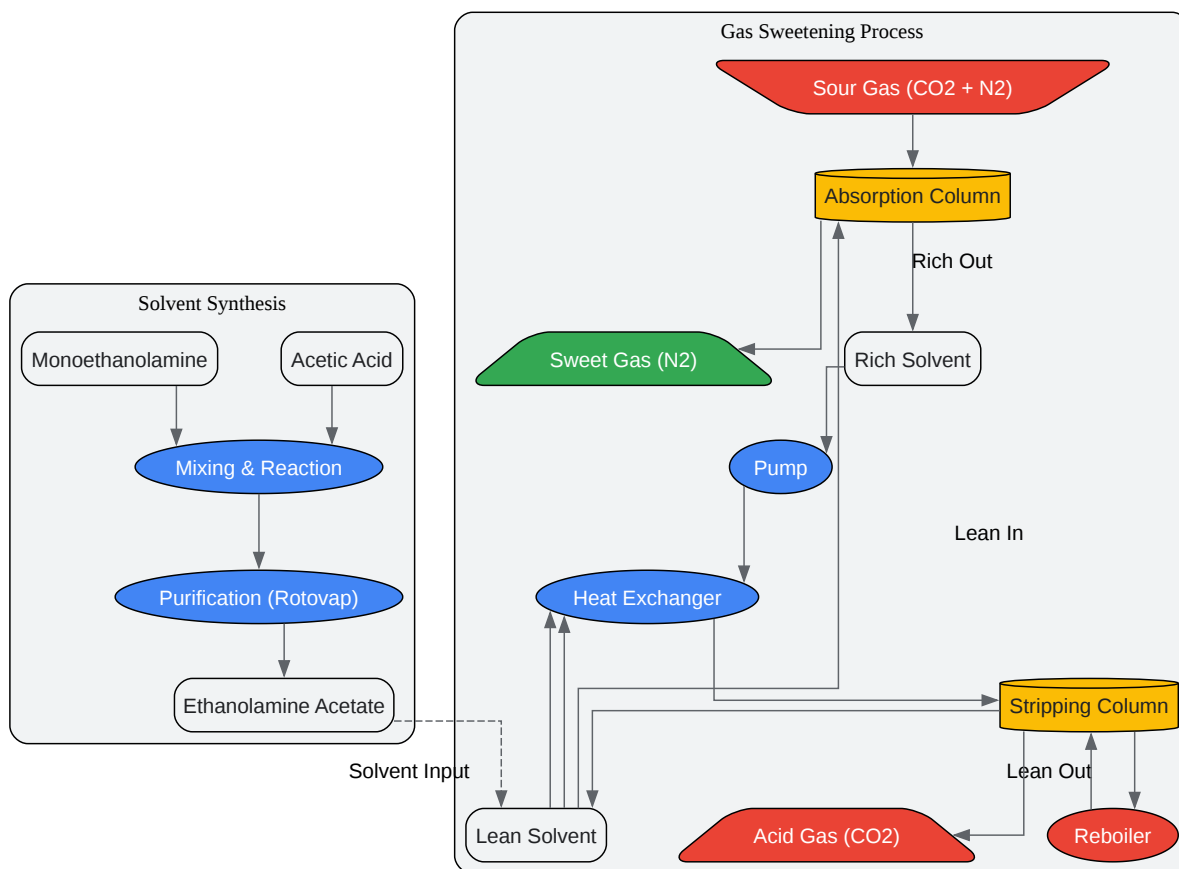 Gas Sweetening Process
Sour Gas (CO2 + N2)
Absorption Column
Rich Out
Solvent Synthesis
Monoethanolamine
Acetic Acid
Sweet Gas (N2)
Rich Solvent
Mixing & Reaction
Pump
Lean In
Purification (Rotovap)
Heat Exchanger
Ethanolamine Acetate
Stripping Column
Solvent Input
Lean Out
Lean Solvent
Acid Gas (CO2)
Reboiler